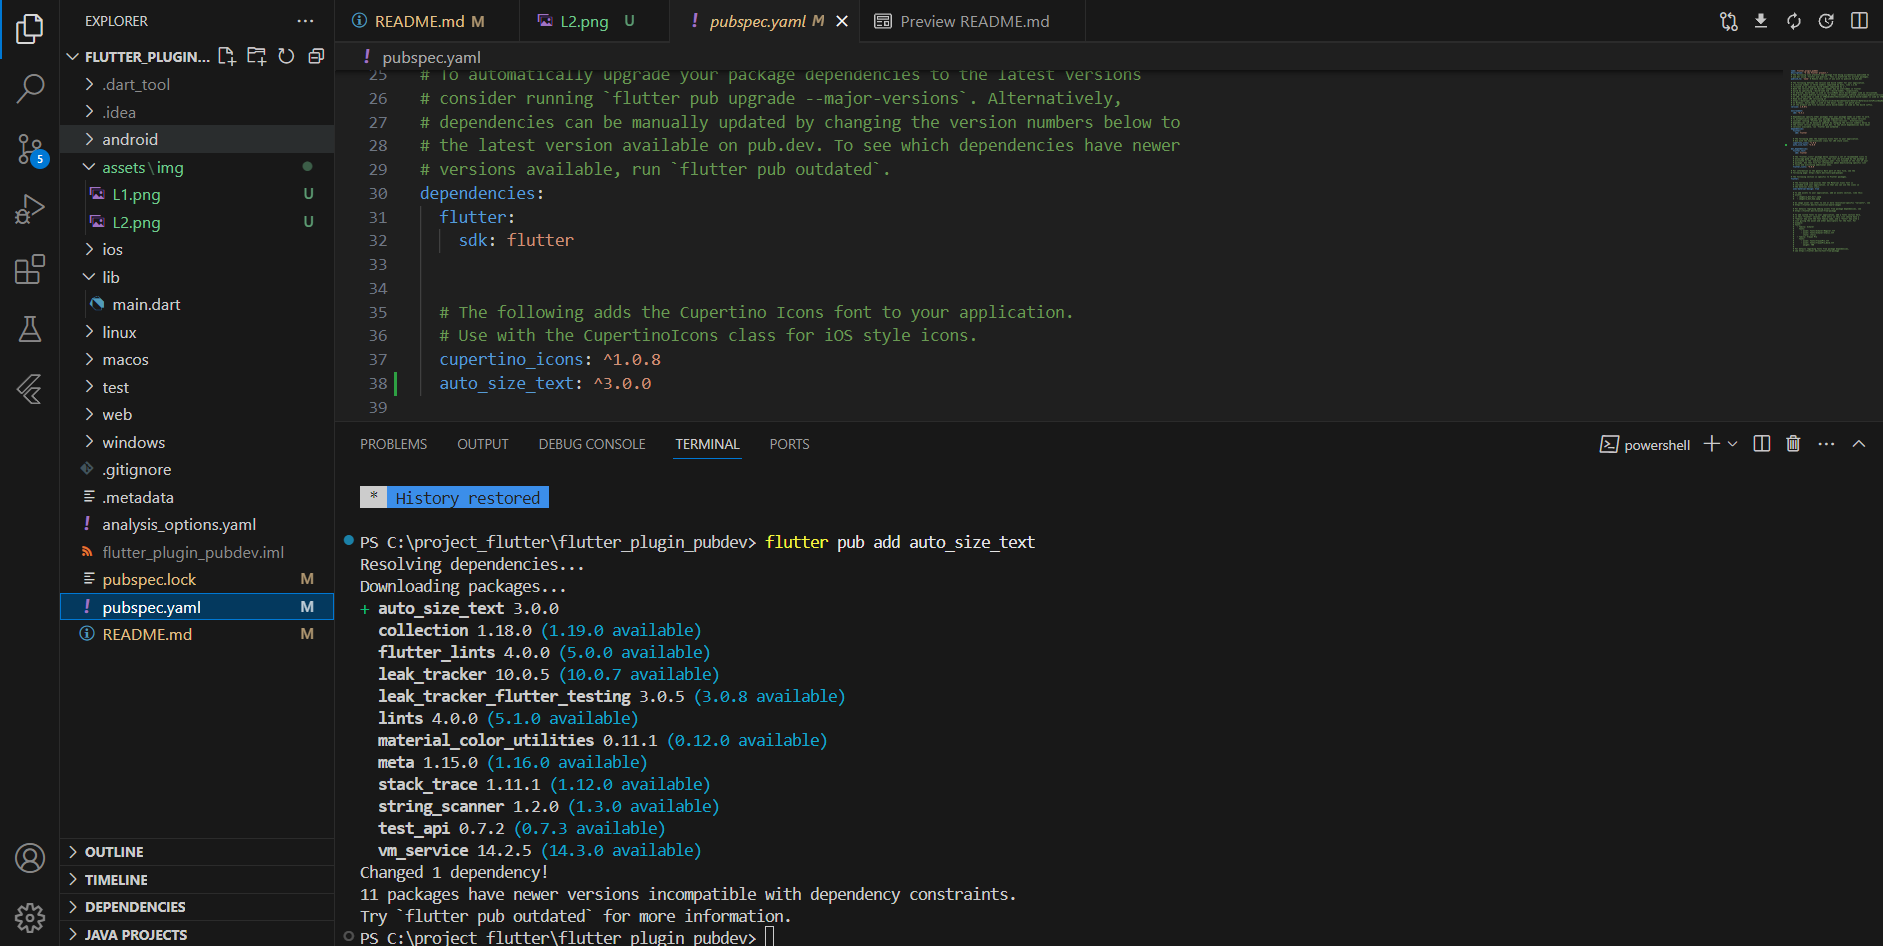 EXPLORER
FLUTTER_PLUGIN...
.dart_tool
.idea
android
assets\img
L1.png U
L2.png U
ios
lib
main.dart
linux
macos
test
web
windows
.gitignore
.metadata
! analysis_options.yaml
flutter_plugin_pubdev.iml
pubspec.lock M
! pubspec.yaml M
README.md M
OUTLINE
TIMELINE
DEPENDENCIES
JAVA PROJECTS
5
README.md M
L2.png U
! pubspec.yaml M
Preview README.md
! pubspec.yaml
25 # To automatically upgrade your package dependencies to the latest versions
26 # consider running `flutter pub upgrade --major-versions`. Alternatively,
27 # dependencies can be manually updated by changing the version numbers below to
28 # the latest version available on pub.dev. To see which dependencies have newer
29 # versions available, run `flutter pub outdated`.
30 dependencies:
31 flutter:
32 sdk: flutter
33
34
35 # The following adds the Cupertino Icons font to your application.
36 # Use with the CupertinoIcons class for iOS style icons.
37 cupertino_icons: ^1.0.8
38 auto_size_text: ^3.0.0
39
PROBLEMS OUTPUT DEBUG CONSOLE TERMINAL PORTS
powershell
* History restored
PS C:\project_flutter\flutter_plugin_pubdev> flutter pub add auto_size_text
Resolving dependencies...
Downloading packages...
+ auto_size_text 3.0.0
collection 1.18.0 (1.19.0 available)
flutter_lints 4.0.0 (5.0.0 available)
leak_tracker 10.0.5 (10.0.7 available)
leak_tracker_flutter_testing 3.0.5 (3.0.8 available)
lints 4.0.0 (5.1.0 available)
material_color_utilities 0.11.1 (0.12.0 available)
meta 1.15.0 (1.16.0 available)
stack_trace 1.11.1 (1.12.0 available)
string_scanner 1.2.0 (1.3.0 available)
test_api 0.7.2 (0.7.3 available)
vm_service 14.2.5 (14.3.0 available)
Changed 1 dependency!
11 packages have newer versions incompatible with dependency constraints.
Try `flutter pub outdated` for more information.
PS C:\project_flutter\flutter_plugin_pubdev>